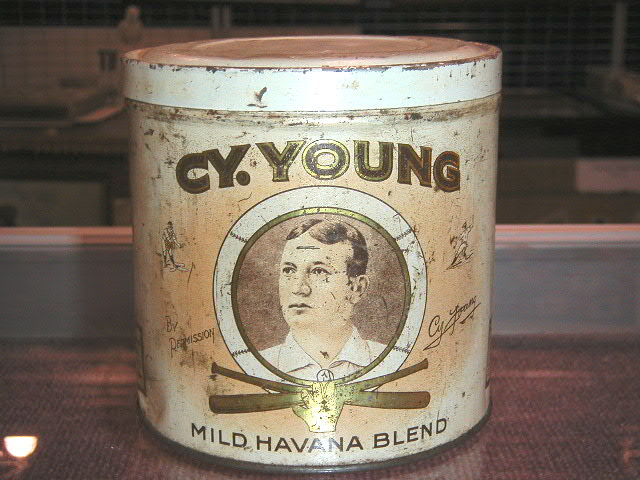 CY. YOUNG
By
Permission
Cy Young
MILD HAVANA BLEND